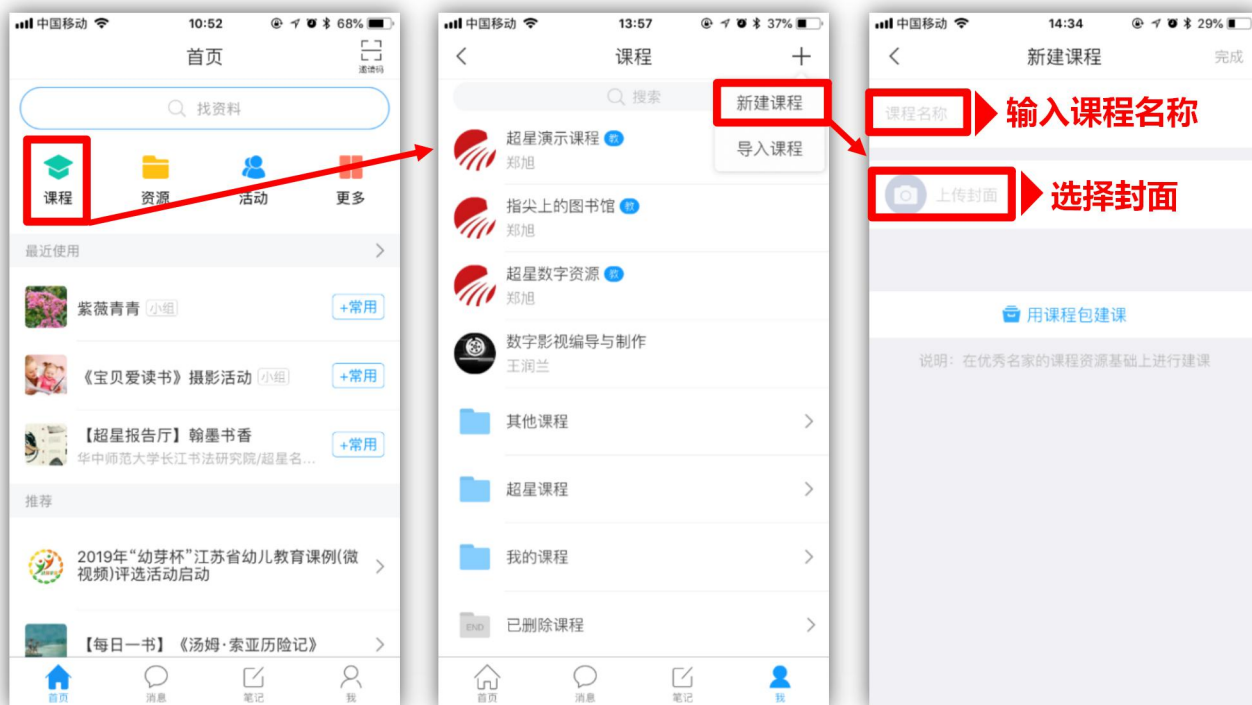 中国移动 10:52 68%
首页
邀请码
找资料
课程 资源 活动 更多
最近使用
紫薇青青 小组 +常用
《宝贝爱读书》摄影活动 小组 +常用
【超星报告厅】翰墨书香
华中师范大学长江书法研究院/超星名... +常用
推荐
2019年“幼芽杯”江苏省幼儿教育课例(微
视频)评选活动启动
【每日一书】《汤姆·索亚历险记》
首页 消息 笔记 我
中国移动 13:57 37%
课程
搜索
新建课程
导入课程
超星演示课程 教
郑旭
指尖上的图书馆 教
郑旭
超星数字资源 教
郑旭
数字影视编导与制作
王润兰
其他课程
超星课程
我的课程
END 已删除课程
首页 消息 笔记 我
中国移动 14:34 29%
新建课程 完成
课程名称 输入课程名称
上传封面 选择封面
用课程包建课
说明：在优秀名家的课程资源基础上进行建课